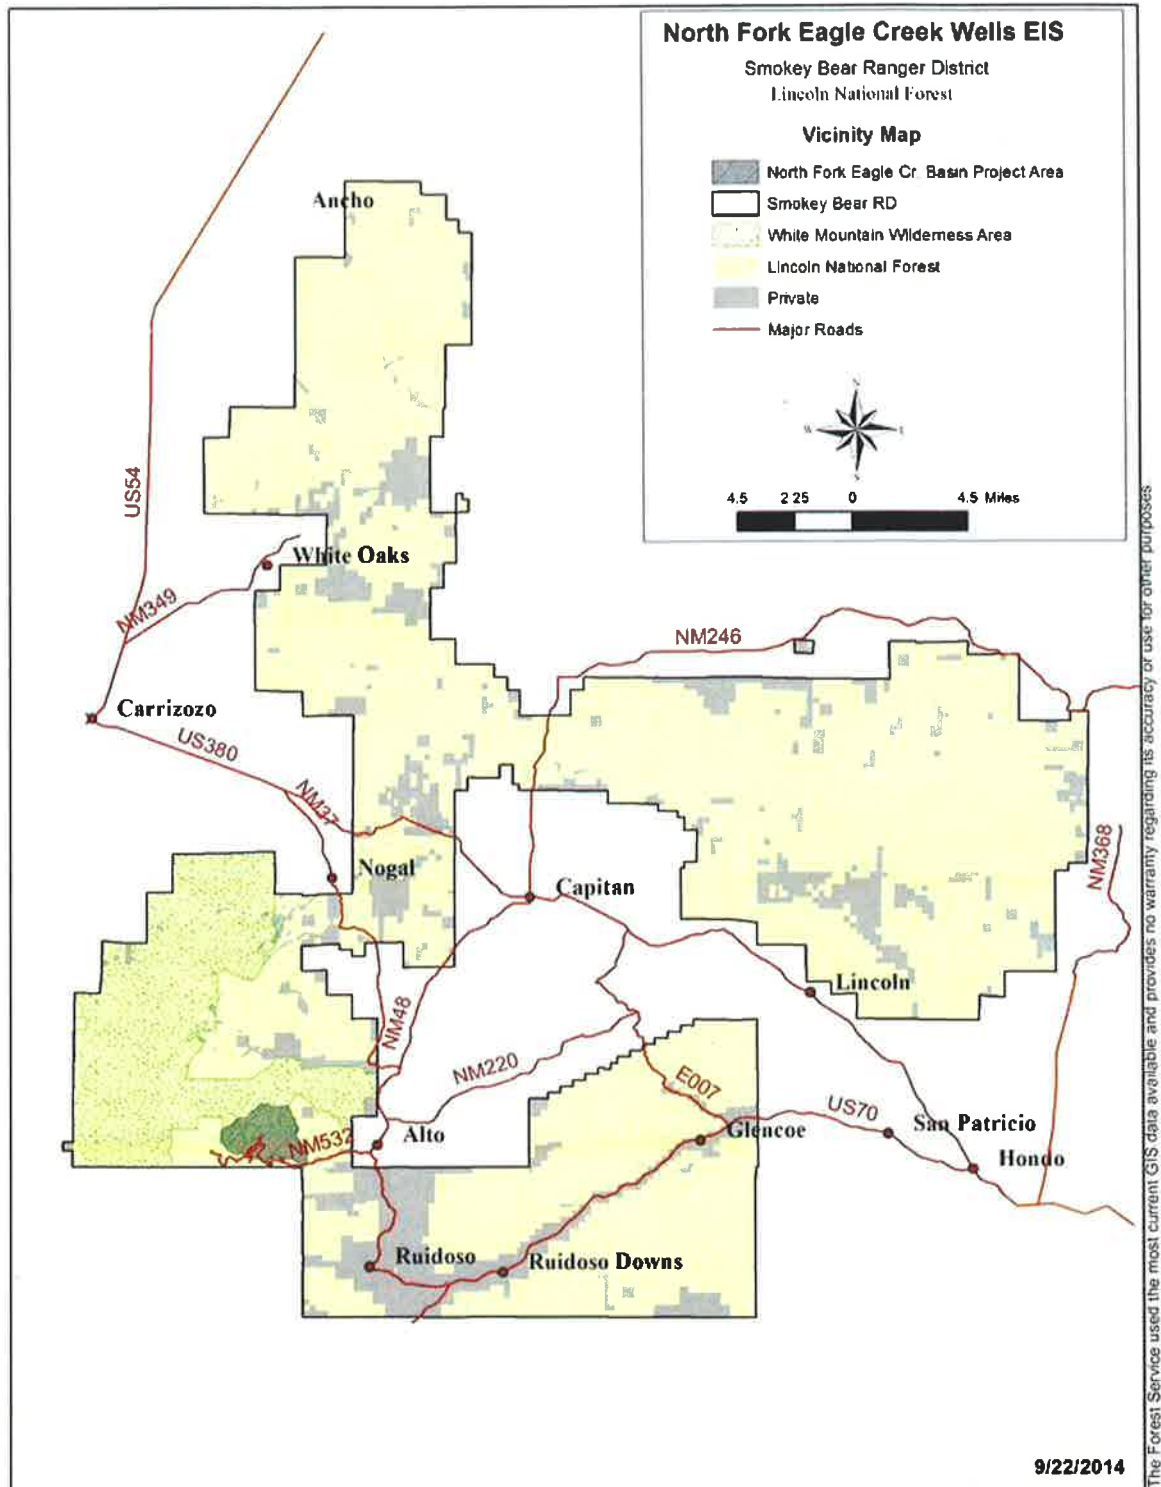 North Fork Eagle Creek Wells EIS
Smokey Bear Ranger District
Lincoln National Forest
Vicinity Map
North Fork Eagle Cr. Basin Project Area
Smokey Bear RD
White Mountain Wilderness Area
Lincoln National Forest
Private
Major Roads
N
W E
S
4.5 2.25 0 4.5 Miles
Ancho
US54
White Oaks
NM349
NM246
Carrizozo
US380
NM37
NM368
Nogal
Capitan
Lincoln
NM48
NM220
E007
US70
San Patricio
Glencoe
Alto
NM532
Hondo
Ruidoso
Ruidoso Downs
9/22/2014
The Forest Service used the most current GIS data available and provides no warranty regarding its accuracy or use for other purposes